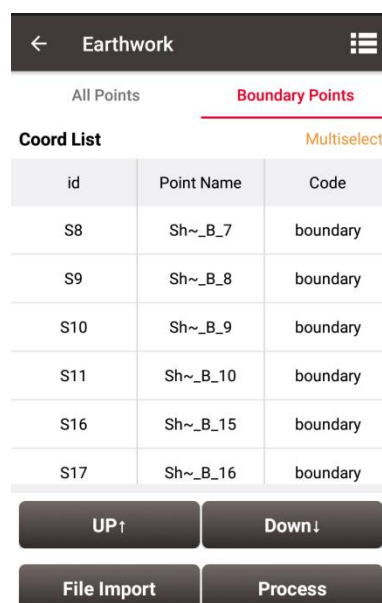 ← Earthwork
All Points Boundary Points
Coord List Multiselect
id Point Name Code
S8 Sh~_B_7 boundary
S9 Sh~_B_8 boundary
S10 Sh~_B_9 boundary
S11 Sh~_B_10 boundary
S16 Sh~_B_15 boundary
S17 Sh~_B_16 boundary
UP↑ Down↓
File Import Process